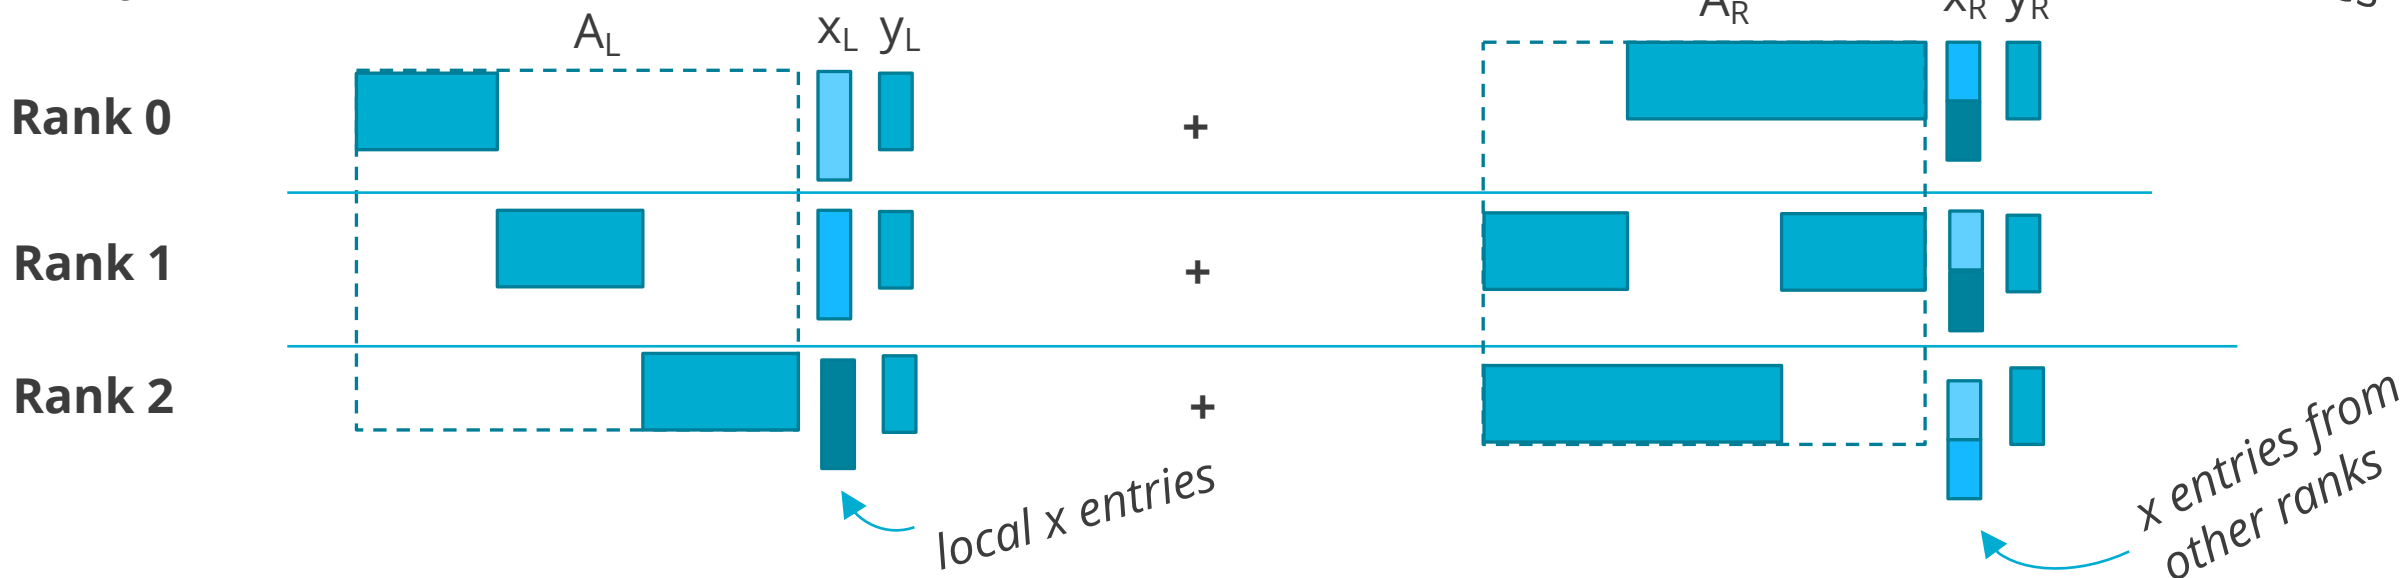 A_L x_L y_L A_R x_R y_R
Rank 0 + 
Rank 1 +
Rank 2 +
local x entries
x entries from
other ranks